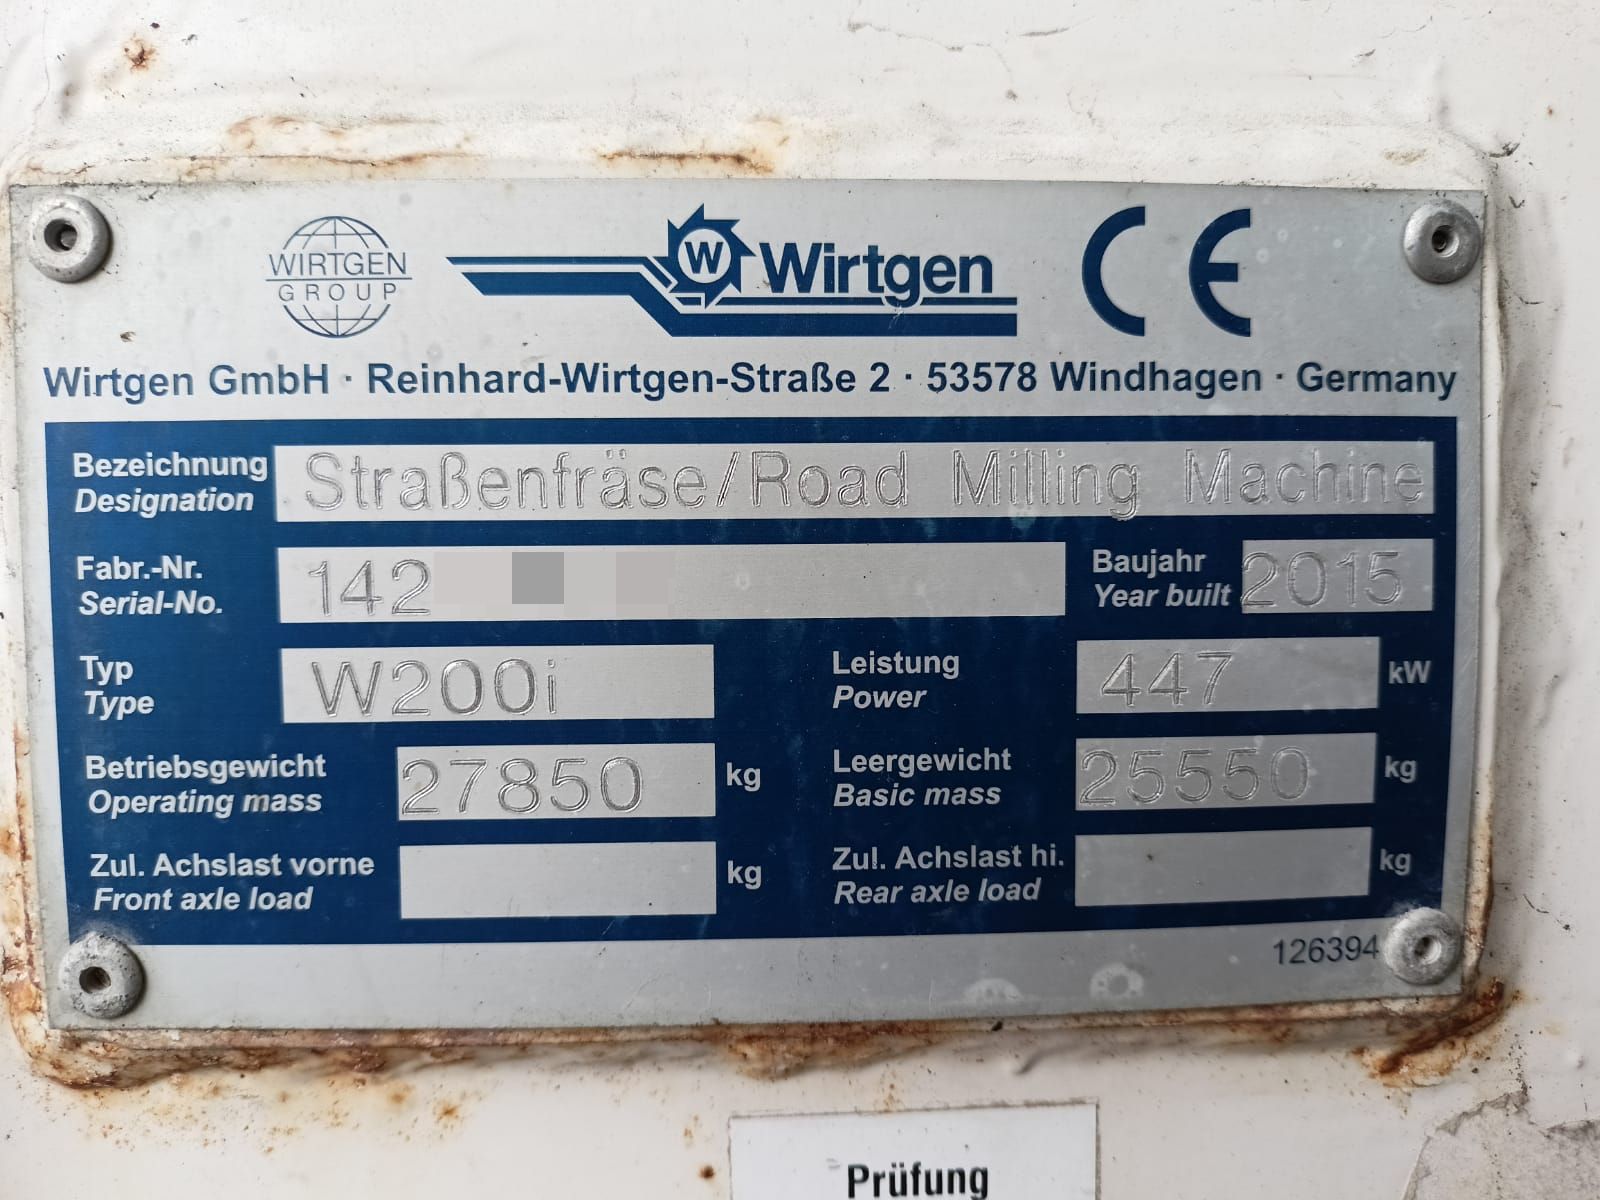 WIRTGEN
GROUP
W Wirtgen
CE
Wirtgen GmbH · Reinhard-Wirtgen-Straße 2 · 53578 Windhagen · Germany
Bezeichnung
Designation
Straßenfräse/Road Milling Machine
Fabr.-Nr.
Serial-No.
142
Baujahr
Year built
2015
Typ
Type
W200i
Leistung
Power
447 kW
Betriebsgewicht
Operating mass
27850 kg
Leergewicht
Basic mass
25550 kg
Zul. Achslast vorne
Front axle load
kg
Zul. Achslast hi.
Rear axle load
kg
126394
Prüfung